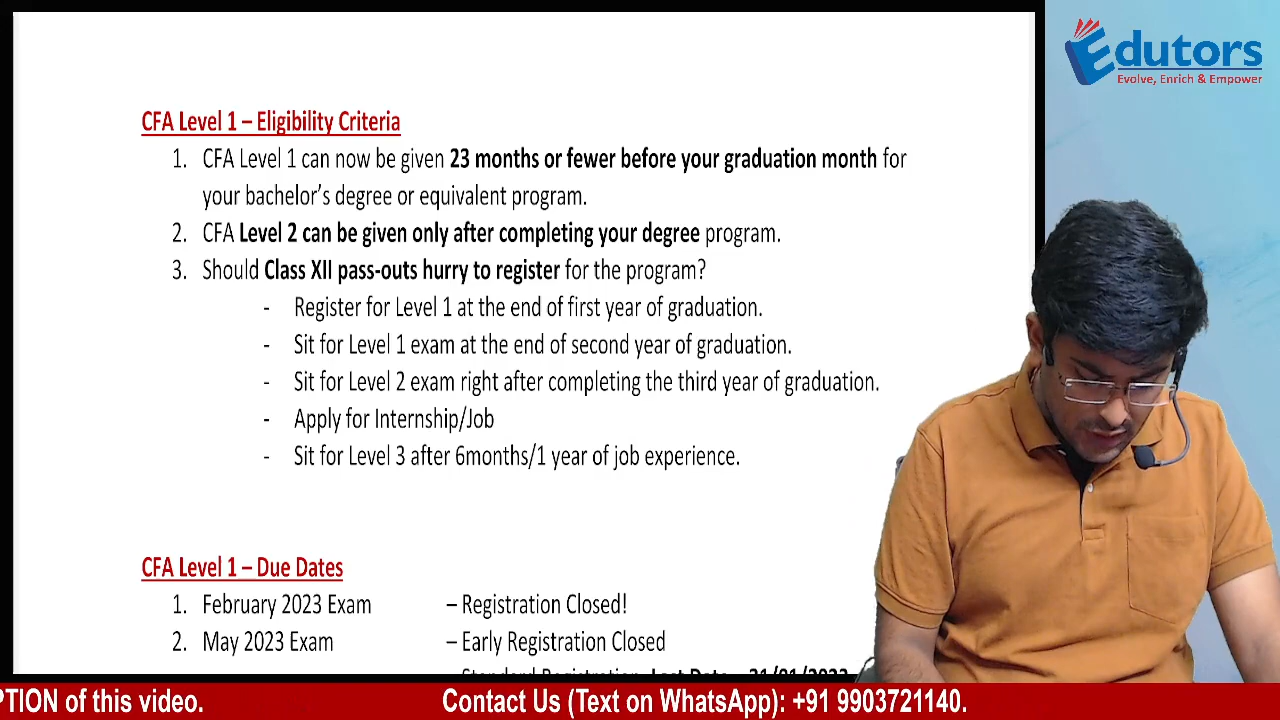 Edutors
Evolve, Enrich & Empower
CFA Level 1 – Eligibility Criteria
1. CFA Level 1 can now be given 23 months or fewer before your graduation month for
your bachelor’s degree or equivalent program.
2. CFA Level 2 can be given only after completing your degree program.
3. Should Class XII pass-outs hurry to register for the program?
- Register for Level 1 at the end of first year of graduation.
- Sit for Level 1 exam at the end of second year of graduation.
- Sit for Level 2 exam right after completing the third year of graduation.
- Apply for Internship/Job
- Sit for Level 3 after 6months/1 year of job experience.
CFA Level 1 – Due Dates
1. February 2023 Exam – Registration Closed!
2. May 2023 Exam – Early Registration Closed
– Standard Registration Last Date – 31/01/2023
PTION of this video. Contact Us (Text on WhatsApp): +91 9903721140.